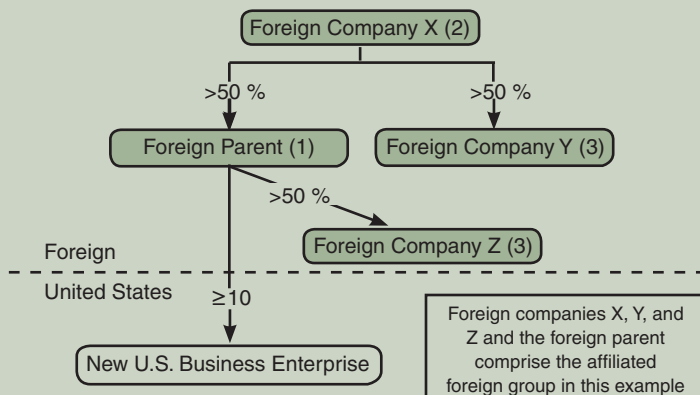 Foreign Company X (2)
>50 %
>50 %
Foreign Parent (1)
Foreign Company Y (3)
>50 %
Foreign Company Z (3)
Foreign
United States
≥10
New U.S. Business Enterprise
Foreign companies X, Y, and
Z and the foreign parent
comprise the affiliated
foreign group in this example